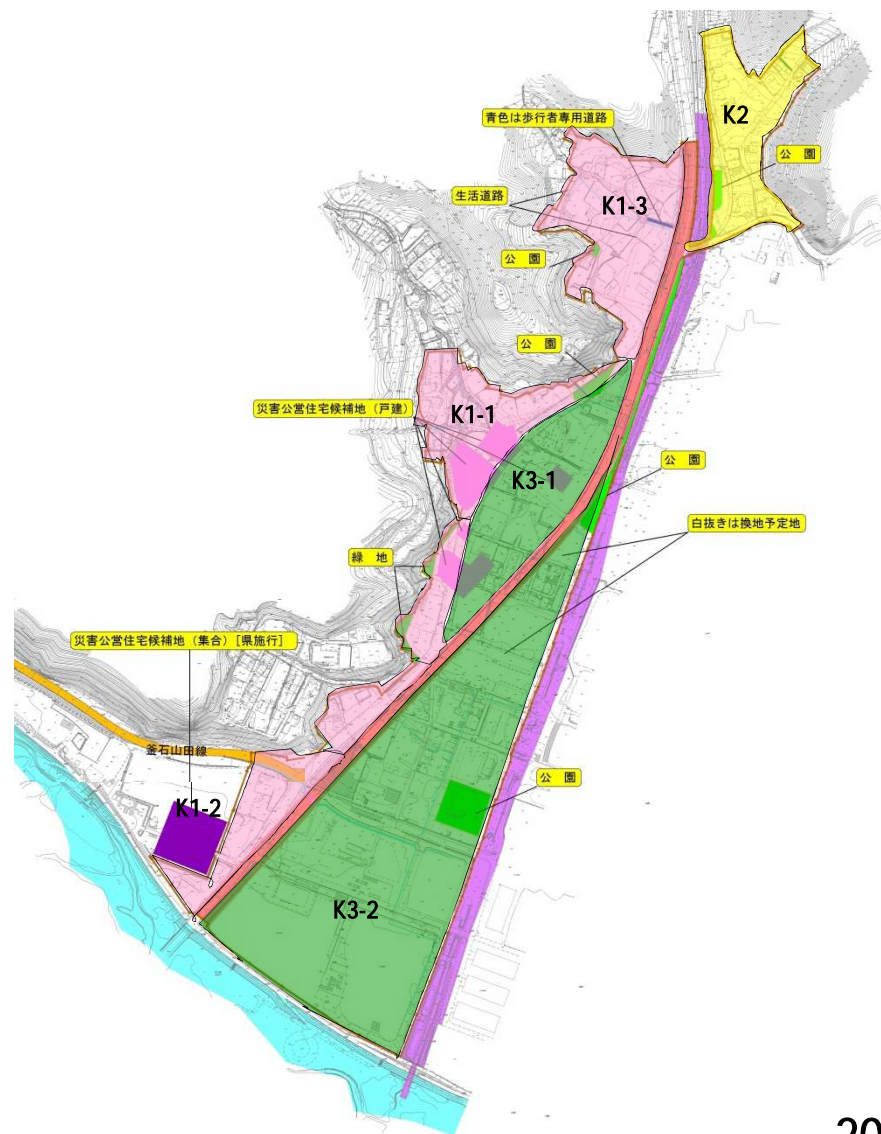 K2
青色は歩行者専用道路
公 園
生活道路
K1-3
公 園
公 園
災害公営住宅候補地（戸建）
K1-1
公 園
K3-1
白抜きは換地予定地
緑 地
災害公営住宅候補地（集合）［県施行］
釜石山田線
公 園
K1-2
K3-2
20